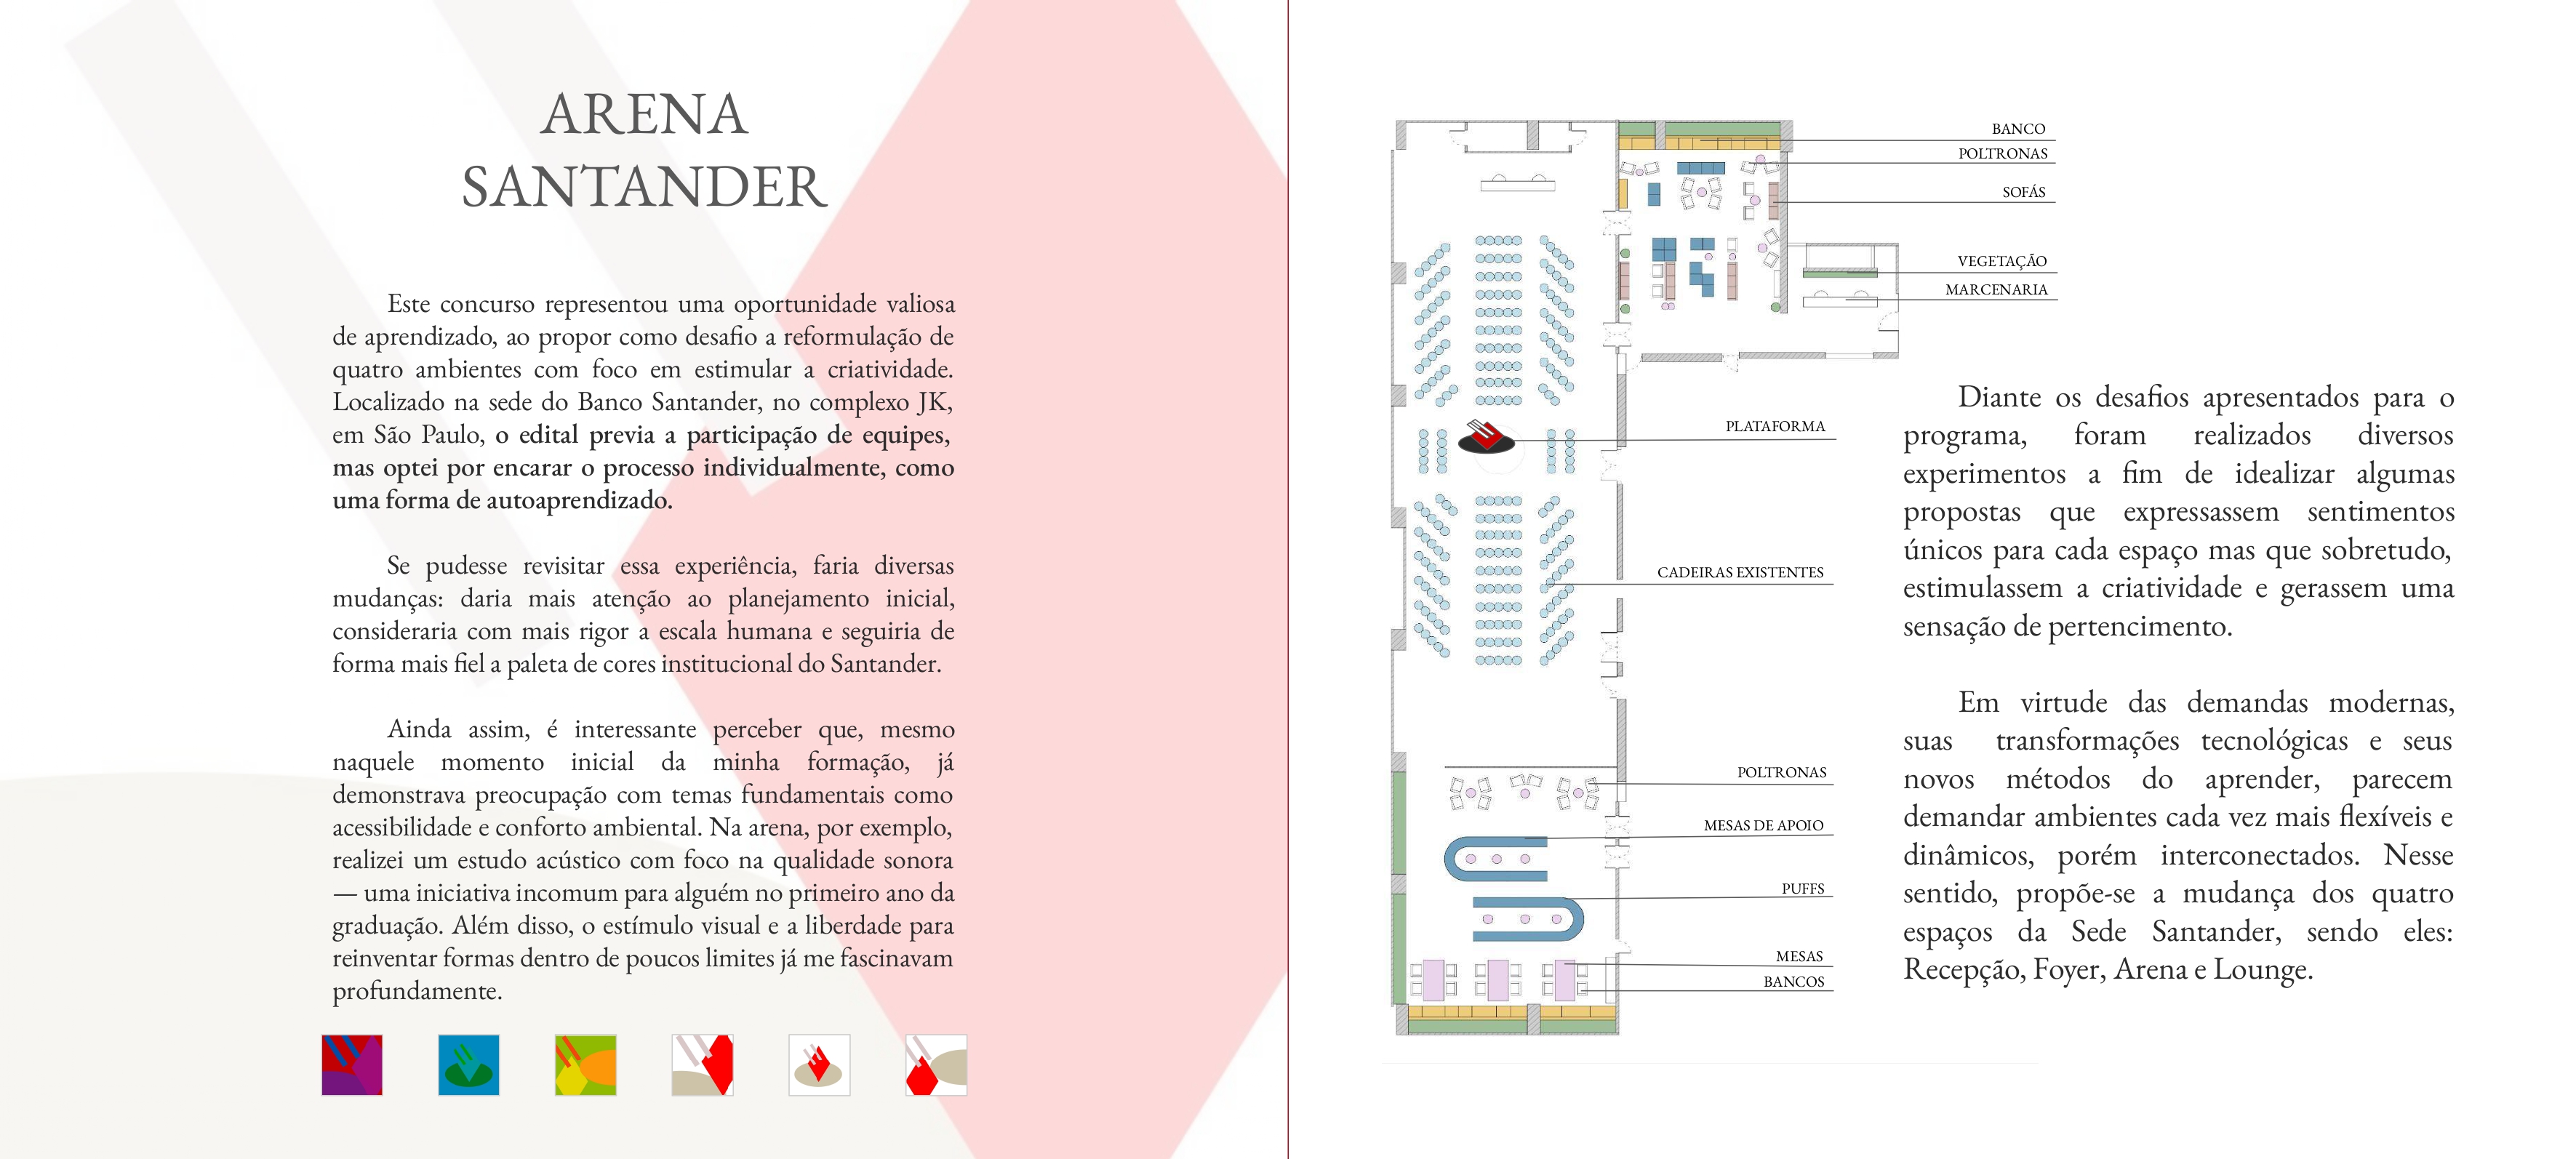 ARENA
SANTANDER
Este concurso representou uma oportunidade valiosa
de aprendizado, ao propor como desafio a reformulação de
quatro ambientes com foco em estimular a criatividade.
Localizado na sede do Banco Santander, no complexo JK,
em São Paulo, o edital previa a participação de equipes,
mas optei por encarar o processo individualmente, como
uma forma de autoaprendizado.
Se pudesse revisitar essa experiência, faria diversas
mudanças: daria mais atenção ao planejamento inicial,
consideraria com mais rigor a escala humana e seguiria de
forma mais fiel a paleta de cores institucional do Santander.
Ainda assim, é interessante perceber que, mesmo
naquele momento inicial da minha formação, já
demonstrava preocupação com temas fundamentais como
acessibilidade e conforto ambiental. Na arena, por exemplo,
realizei um estudo acústico com foco na qualidade sonora
— uma iniciativa incomum para alguém no primeiro ano da
graduação. Além disso, o estímulo visual e a liberdade para
reinventar formas dentro de poucos limites já me fascinavam
profundamente.
BANCO
POLTRONAS
SOFÁS
VEGETAÇÃO
MARCENARIA
PLATAFORMA
CADEIRAS EXISTENTES
POLTRONAS
MESAS DE APOIO
PUFFS
MESAS
BANCOS
Diante os desafios apresentados para o
programa, foram realizados diversos
experimentos a fim de idealizar algumas
propostas que expressassem sentimentos
únicos para cada espaço mas que sobretudo,
estimulassem a criatividade e gerassem uma
sensação de pertencimento.
Em virtude das demandas modernas,
suas transformações tecnológicas e seus
novos métodos do aprender, parecem
demandar ambientes cada vez mais flexíveis e
dinâmicos, porém interconectados. Nesse
sentido, propõe-se a mudança dos quatro
espaços da Sede Santander, sendo eles:
Recepção, Foyer, Arena e Lounge.